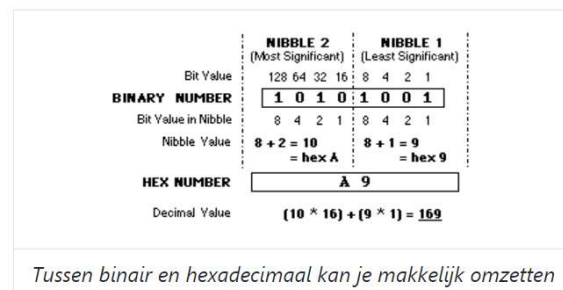 NIBBLE 2 NIBBLE 1
(Most Significant) (Least Significant)
Bit Value 128 64 32 16 8 4 2 1
BINARY NUMBER 1 0 1 0 1 0 0 1
Bit Value in Nibble 8 4 2 1 8 4 2 1
Nibble Value 8 + 2 = 10 8 + 1 = 9
= hex A = hex 9
HEX NUMBER A 9
Decimal Value (10 * 16) + (9 * 1) = 169
Tussen binair en hexadecimaal kan je makkelijk omzetten